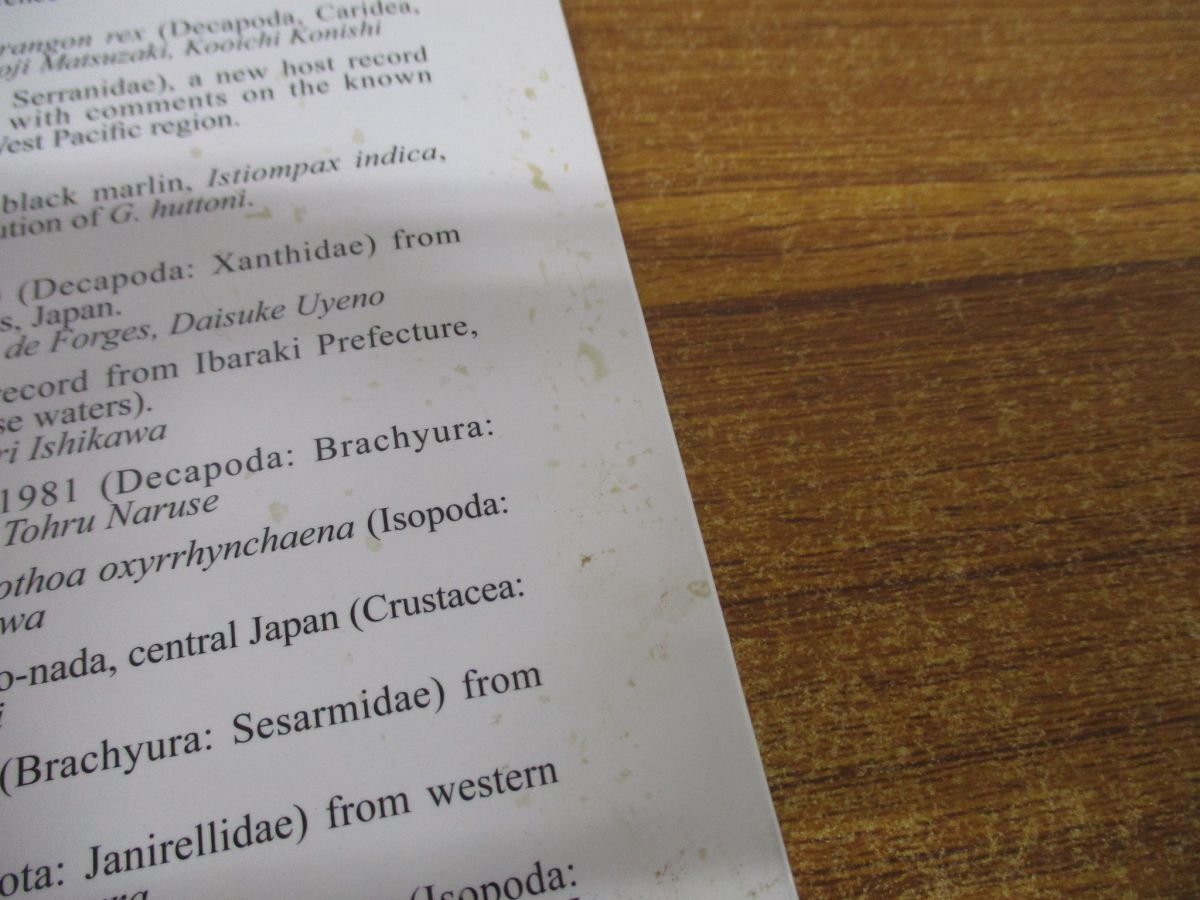 rangon rex (Decapoda, Caridea,
oji Matsuzaki, Kooichi Konishi
Serranidae), a new host record
with comments on the known
West Pacific region.
black marlin, Istiompax indica,
ution of G. huttoni.
(Decapoda: Xanthidae) from
s, Japan.
de Forges, Daisuke Uyeno
record from Ibaraki Prefecture,
se waters).
ri Ishikawa
1981 (Decapoda: Brachyura:
Tohru Naruse
othoa oxyrrhynchaena (Isopoda:
wa
o-nada, central Japan (Crustacea:
i
(Brachyura: Sesarmidae) from
ota: Janirellidae) from western
(Isopoda: